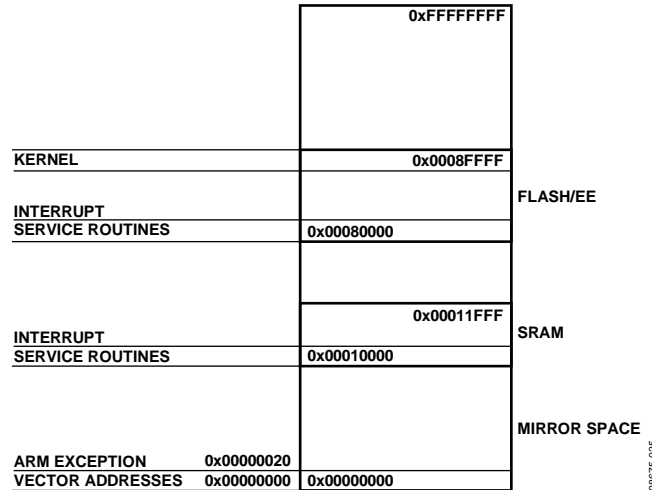 0xFFFFFFFF
KERNEL 0x0008FFFF
FLASH/EE
INTERRUPT
SERVICE ROUTINES 0x00080000
0x00011FFF
SRAM
INTERRUPT
SERVICE ROUTINES 0x00010000
MIRROR SPACE
ARM EXCEPTION 0x00000020
VECTOR ADDRESSES 0x00000000 0x00000000